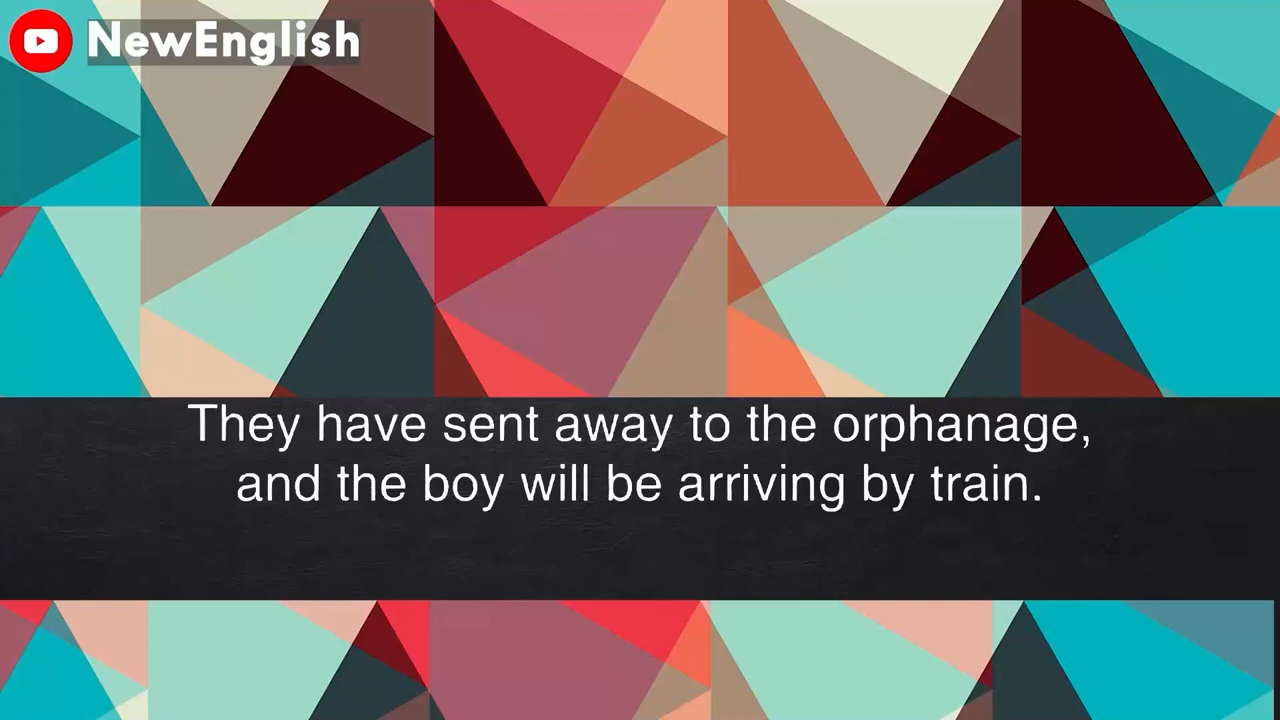 NewEnglish
They have sent away to the orphanage,
and the boy will be arriving by train.